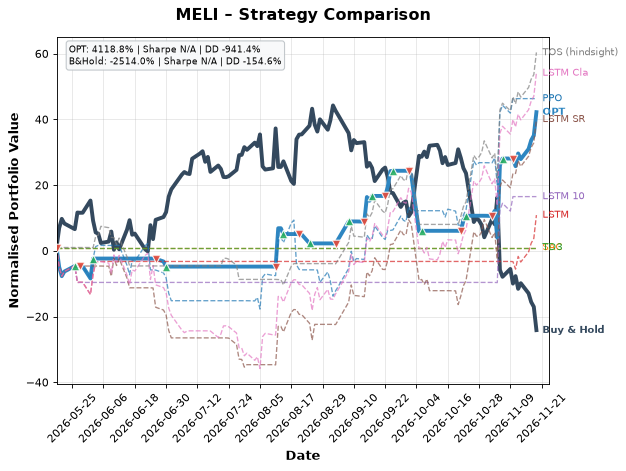 MELI – Strategy Comparison
OPT: 4118.8% | Sharpe N/A | DD -941.4%
B&Hold: -2514.0% | Sharpe N/A | DD -154.6%
Normalised Portfolio Value
60
40
20
0
−20
−40
TOS (hindsight)
LSTM Cla
PPO
OPT
LSTM SR
LSTM 10
LSTM
Buy & Hold
2026-05-25
2026-06-06
2026-06-18
2026-06-30
2026-07-12
2026-07-24
2026-08-05
2026-08-17
2026-08-29
2026-09-10
2026-09-22
2026-10-04
2026-10-16
2026-10-28
2026-11-09
2026-11-21
Date